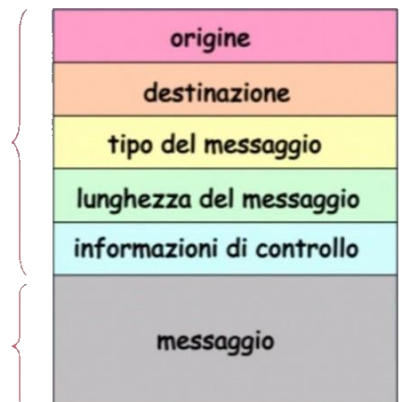 origine
destinazione
tipo del messaggio
lunghezza del messaggio
informazioni di controllo
messaggio